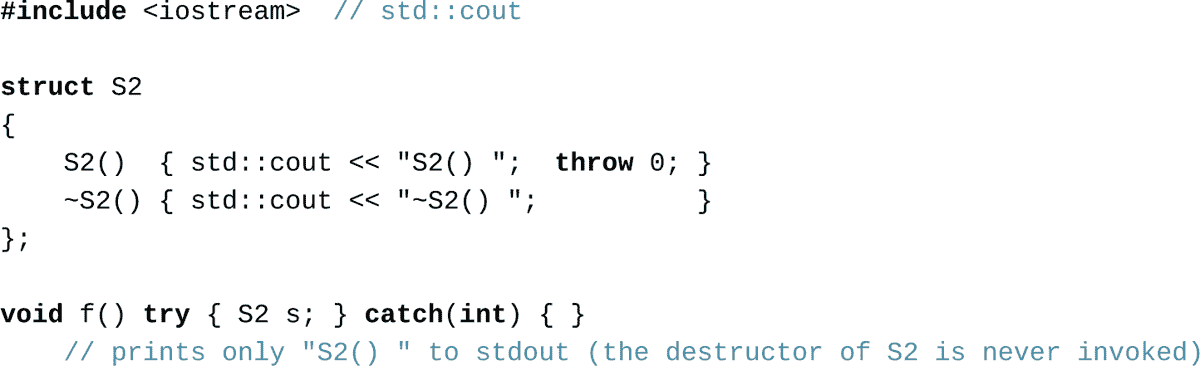 #include <iostream>  // std::cout

struct S2
{
    S2()  { std::cout << "S2() ";  throw 0; }
    ~S2() { std::cout << "~S2() ";          }
};

void f() try { S2 s; } catch(int) { }
    // prints only "S2() " to stdout (the destructor of S2 is never invoked)